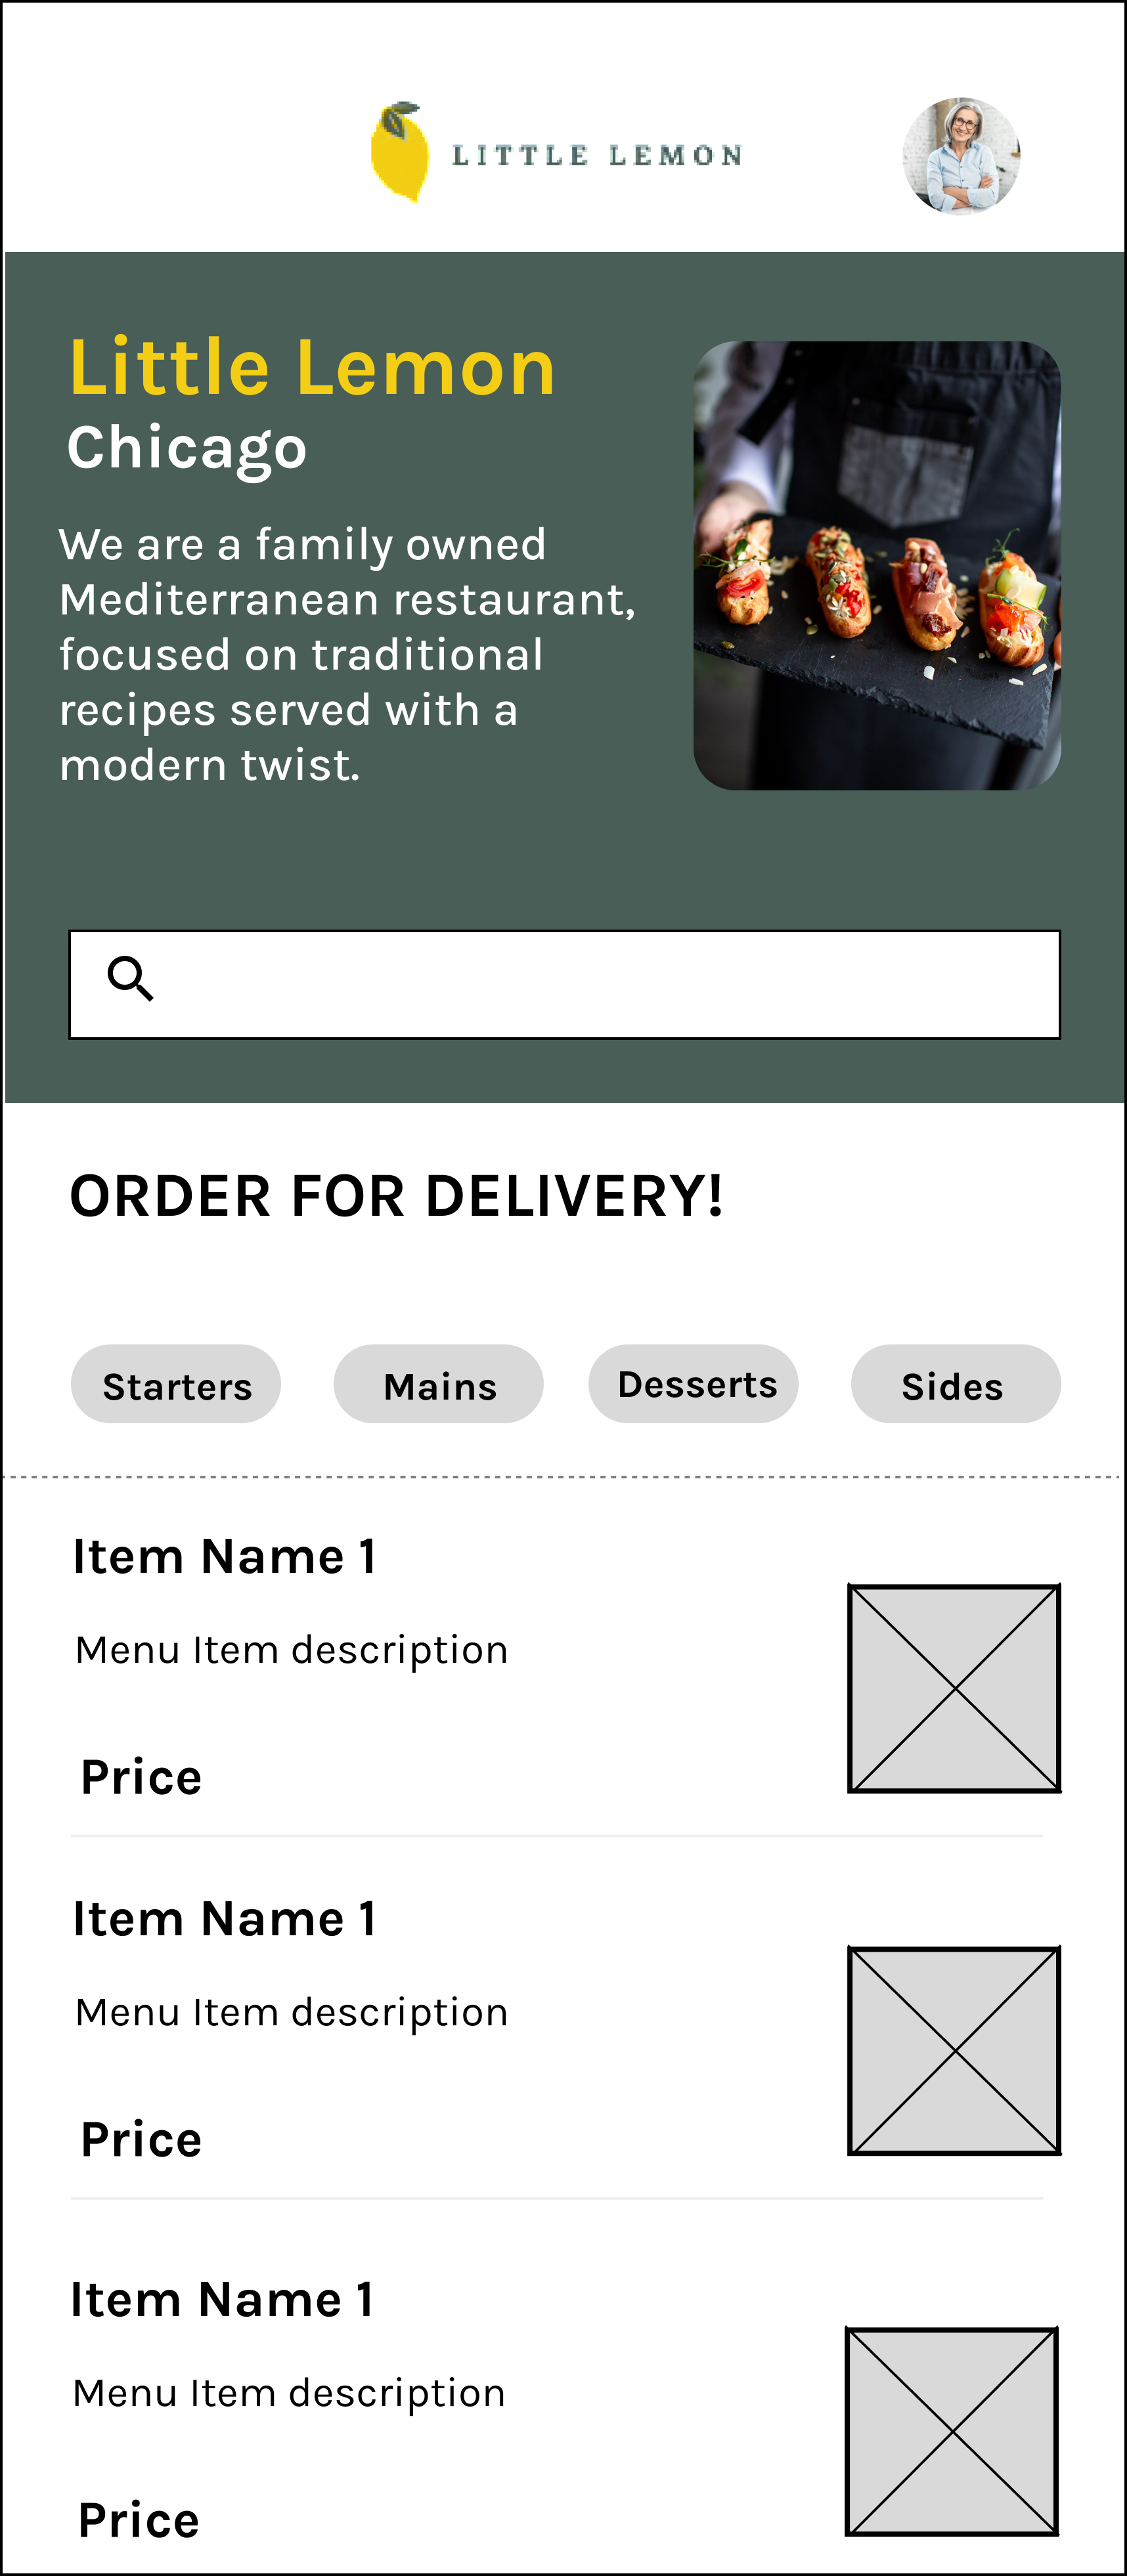 LITTLE LEMON
Little Lemon
Chicago
We are a family owned
Mediterranean restaurant,
focused on traditional
recipes served with a
modern twist.
ORDER FOR DELIVERY!
Starters Mains Desserts Sides
Item Name 1
Menu Item description
Price
Item Name 1
Menu Item description
Price
Item Name 1
Menu Item description
Price